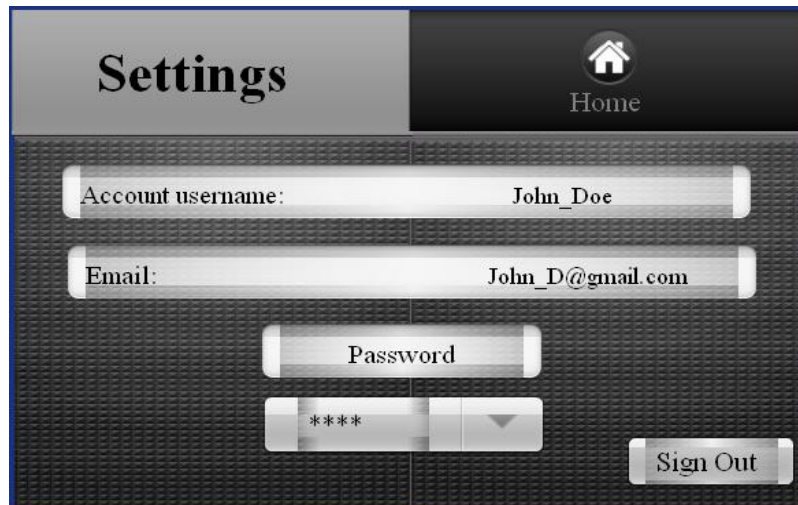 Settings
Home
Account username: John_Doe
Email: John_D@gmail.com
Password
****
Sign Out